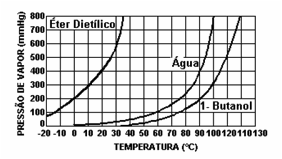 PRESSÃO DE VAPOR (mmHg)
800
700
600
500
400
300
200
100
0
Éter Dietílico
Água
1- Butanol
-20 -10 0 10 20 30 40 50 60 70 80 90 100 110 120 130
TEMPERATURA (ºC)